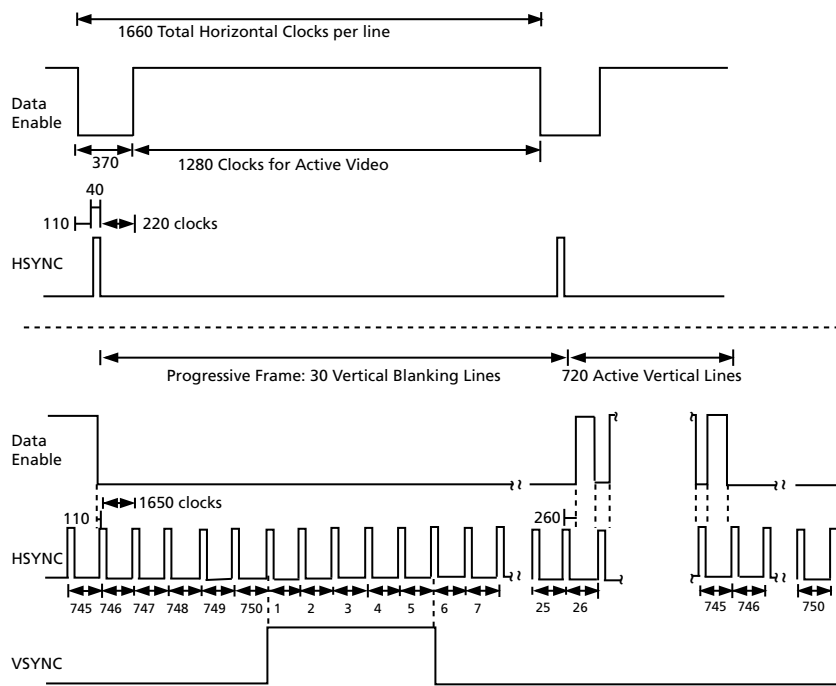 1660 Total Horizontal Clocks per line
Data
Enable
370
1280 Clocks for Active Video
40
110
220 clocks
HSYNC
Progressive Frame: 30 Vertical Blanking Lines
720 Active Vertical Lines
Data
Enable
110
1650 clocks
260
HSYNC
745 746 747 748 749 750 1 2 3 4 5 6 7 25 26 745 746 750
VSYNC